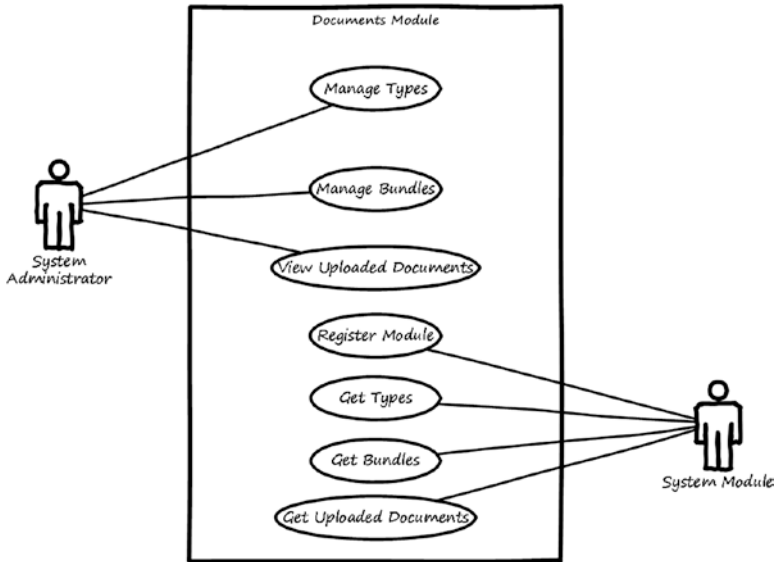 Documents Module
Manage Types
Manage Bundles
View Uploaded Documents
System
Administrator
Register Module
Get Types
Get Bundles
System Module
Get Uploaded Documents